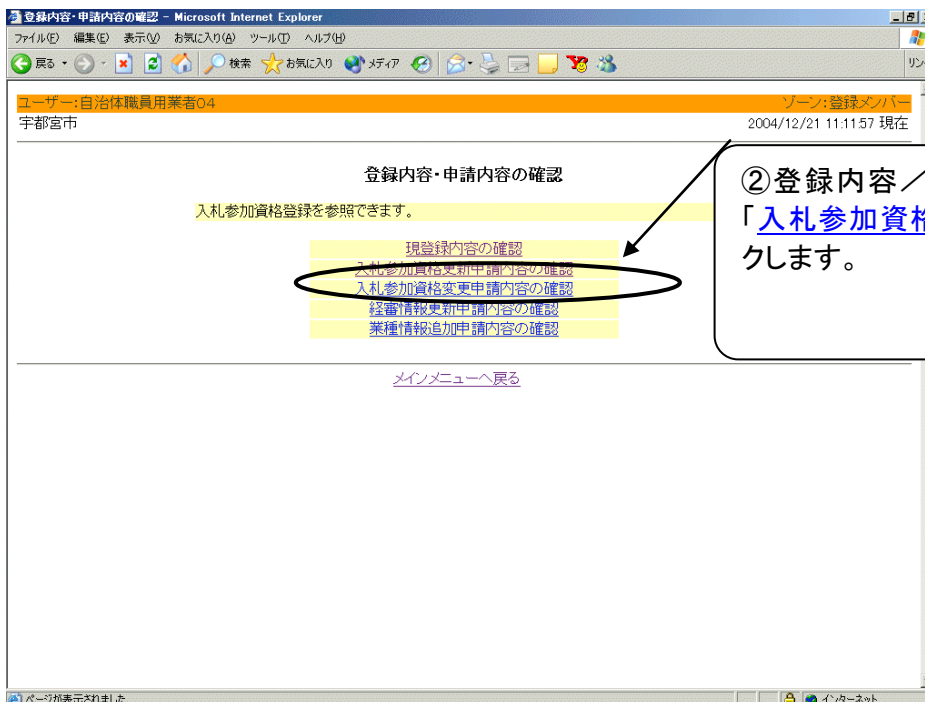 登録内容・申請内容の確認 - Microsoft Internet Explorer
ファイル(F) 編集(E) 表示(V) お気に入り(A) ツール(T) ヘルプ(H)
戻る 検索 お気に入り メディア
ユーザー:自治体職員用業者04 ゾーン:登録メンバー
宇都宮市 2004/12/21 11:11:57 現在
登録内容・申請内容の確認
入札参加資格登録を参照できます。
現登録内容の確認
入札参加資格更新申請内容の確認
入札参加資格変更申請内容の確認
経審情報更新申請内容の確認
業種情報追加申請内容の確認
メインメニューへ戻る
②登録内容／
「入札参加資格
クします。
ページが表示されました インターネット